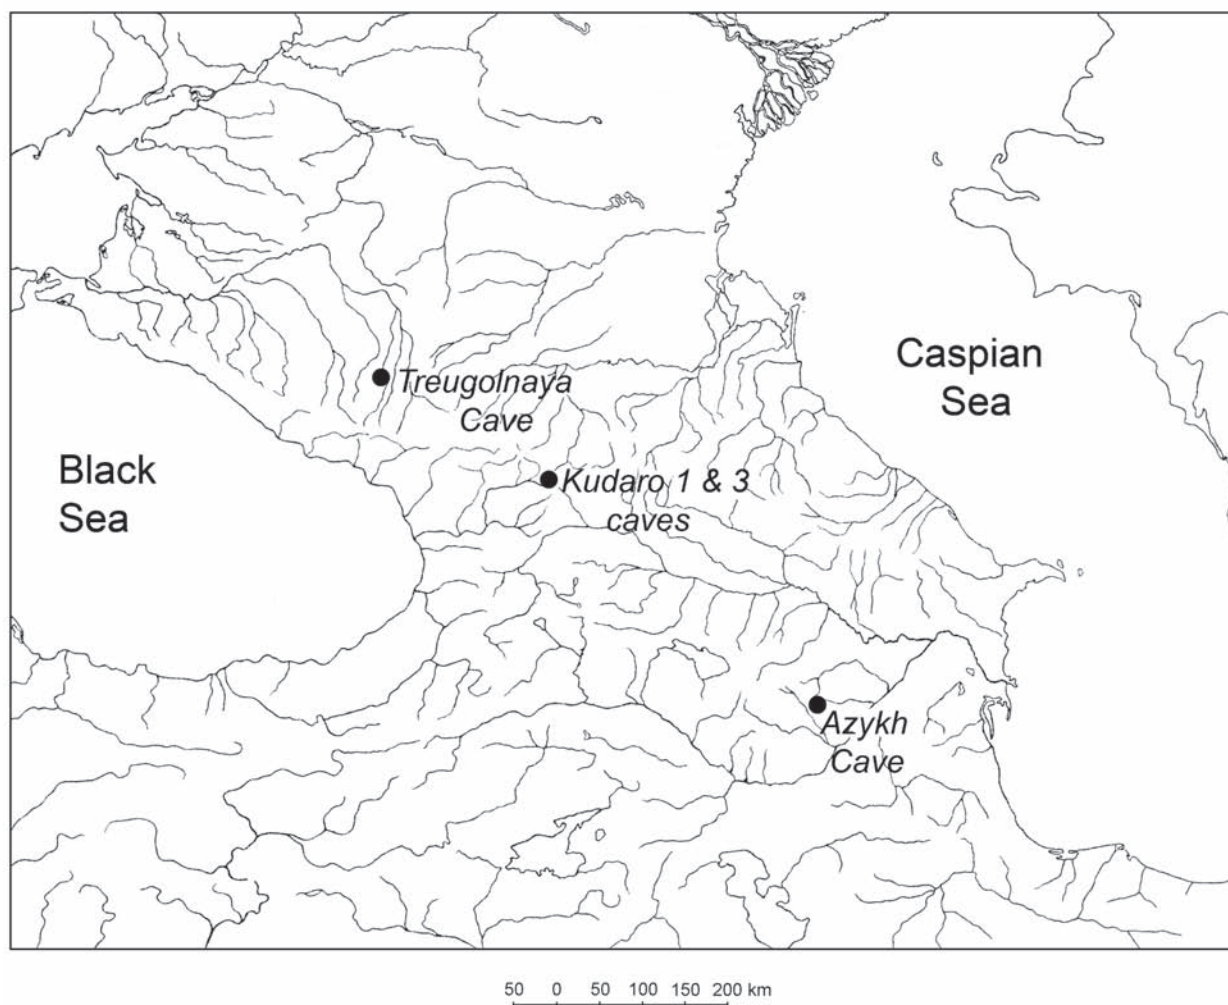 Caspian
Sea
Treugolnaya
Cave
Black
Sea
Kudaro 1 & 3
caves
Azykh
Cave
50 0 50 100 150 200 km